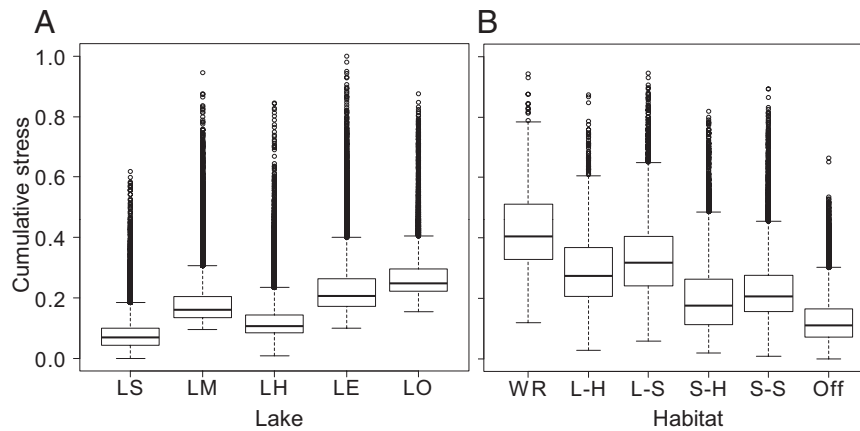 A
B
Cumulative stress
1.0
0.8
0.6
0.4
0.2
0.0
LS LM LH LE LO
WR L-H L-S S-H S-S Off
Lake
Habitat